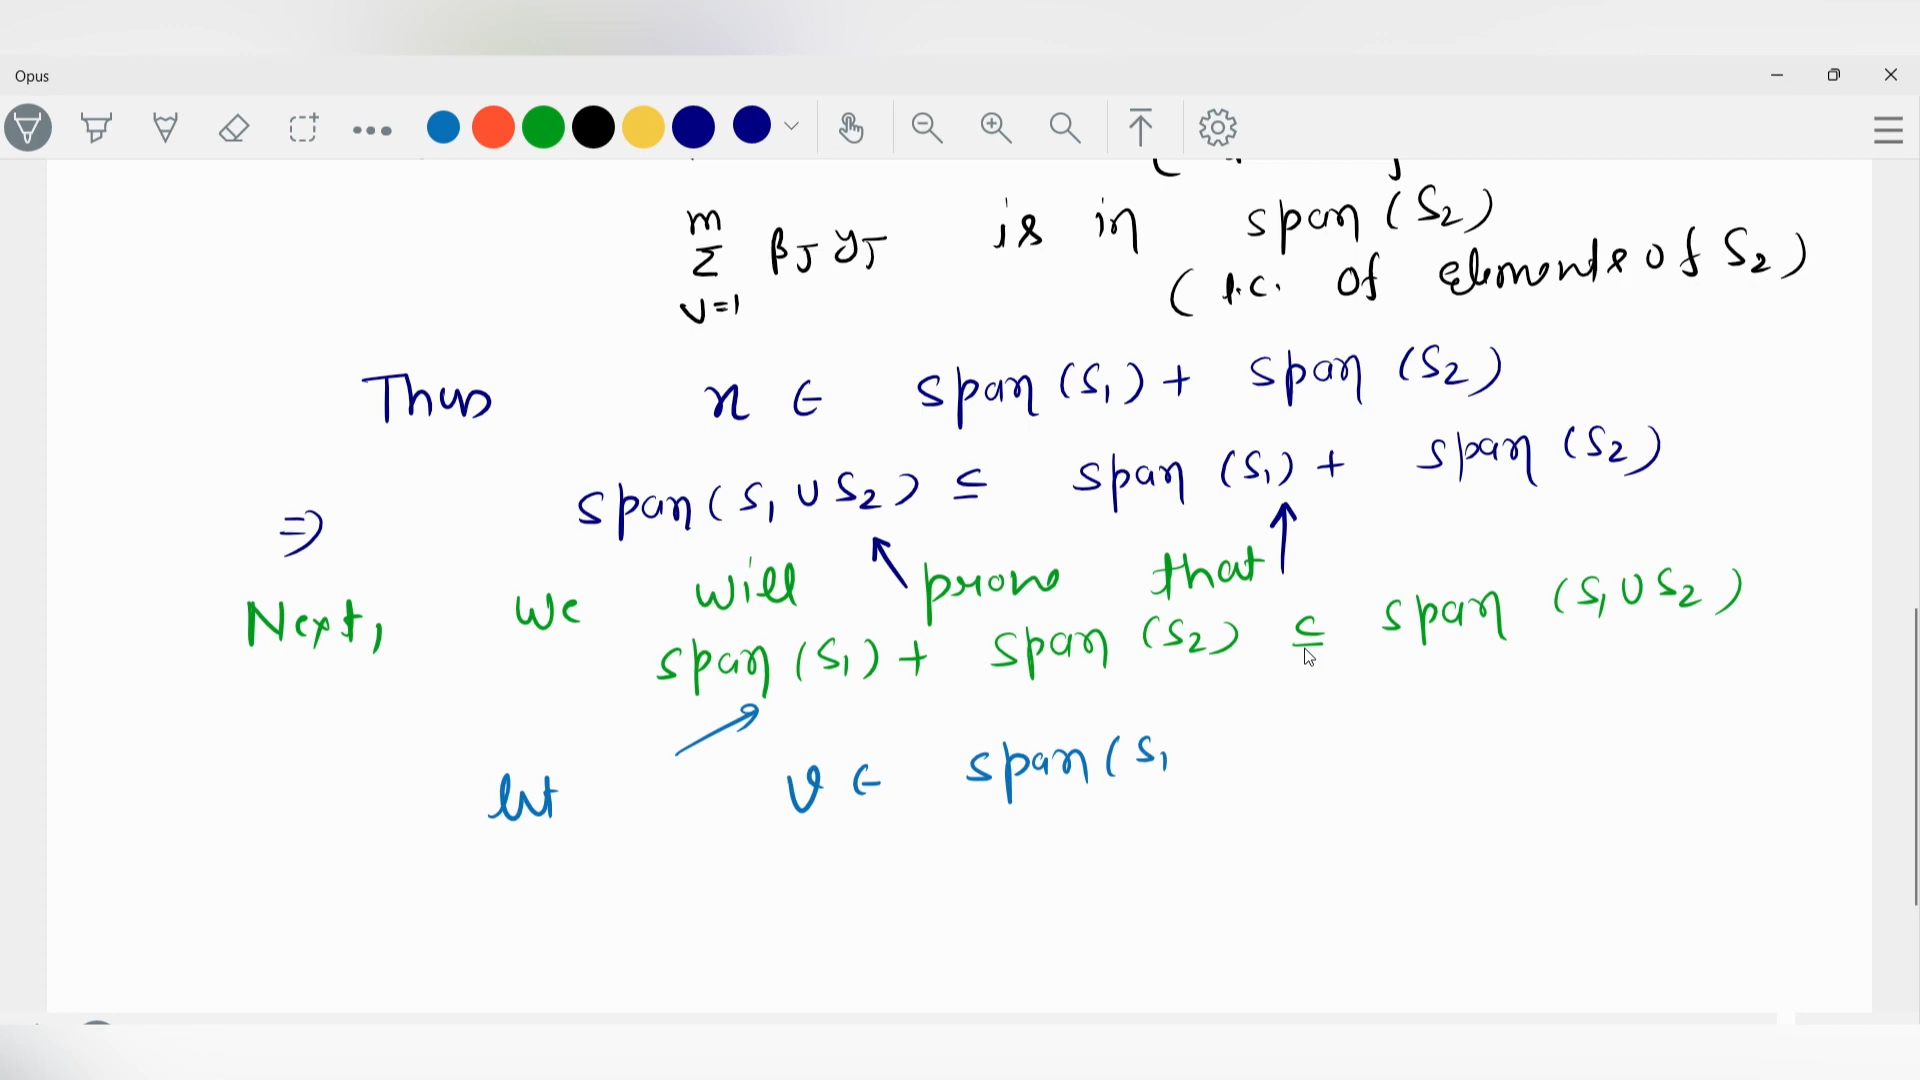 Opus
m
Σ βJ yJ is in span (S2)
J=1 ( l.c. of elements of S2 )
Thus x ∈ span (S1) + span (S2)
⇒ span ( S1 ∪ S2 ) ⊆ span (S1) + span (S2)
Next, we will prove that
span (S1) + span (S2) ⊆ span (S1 ∪ S2 )
let v ∈ span ( S1